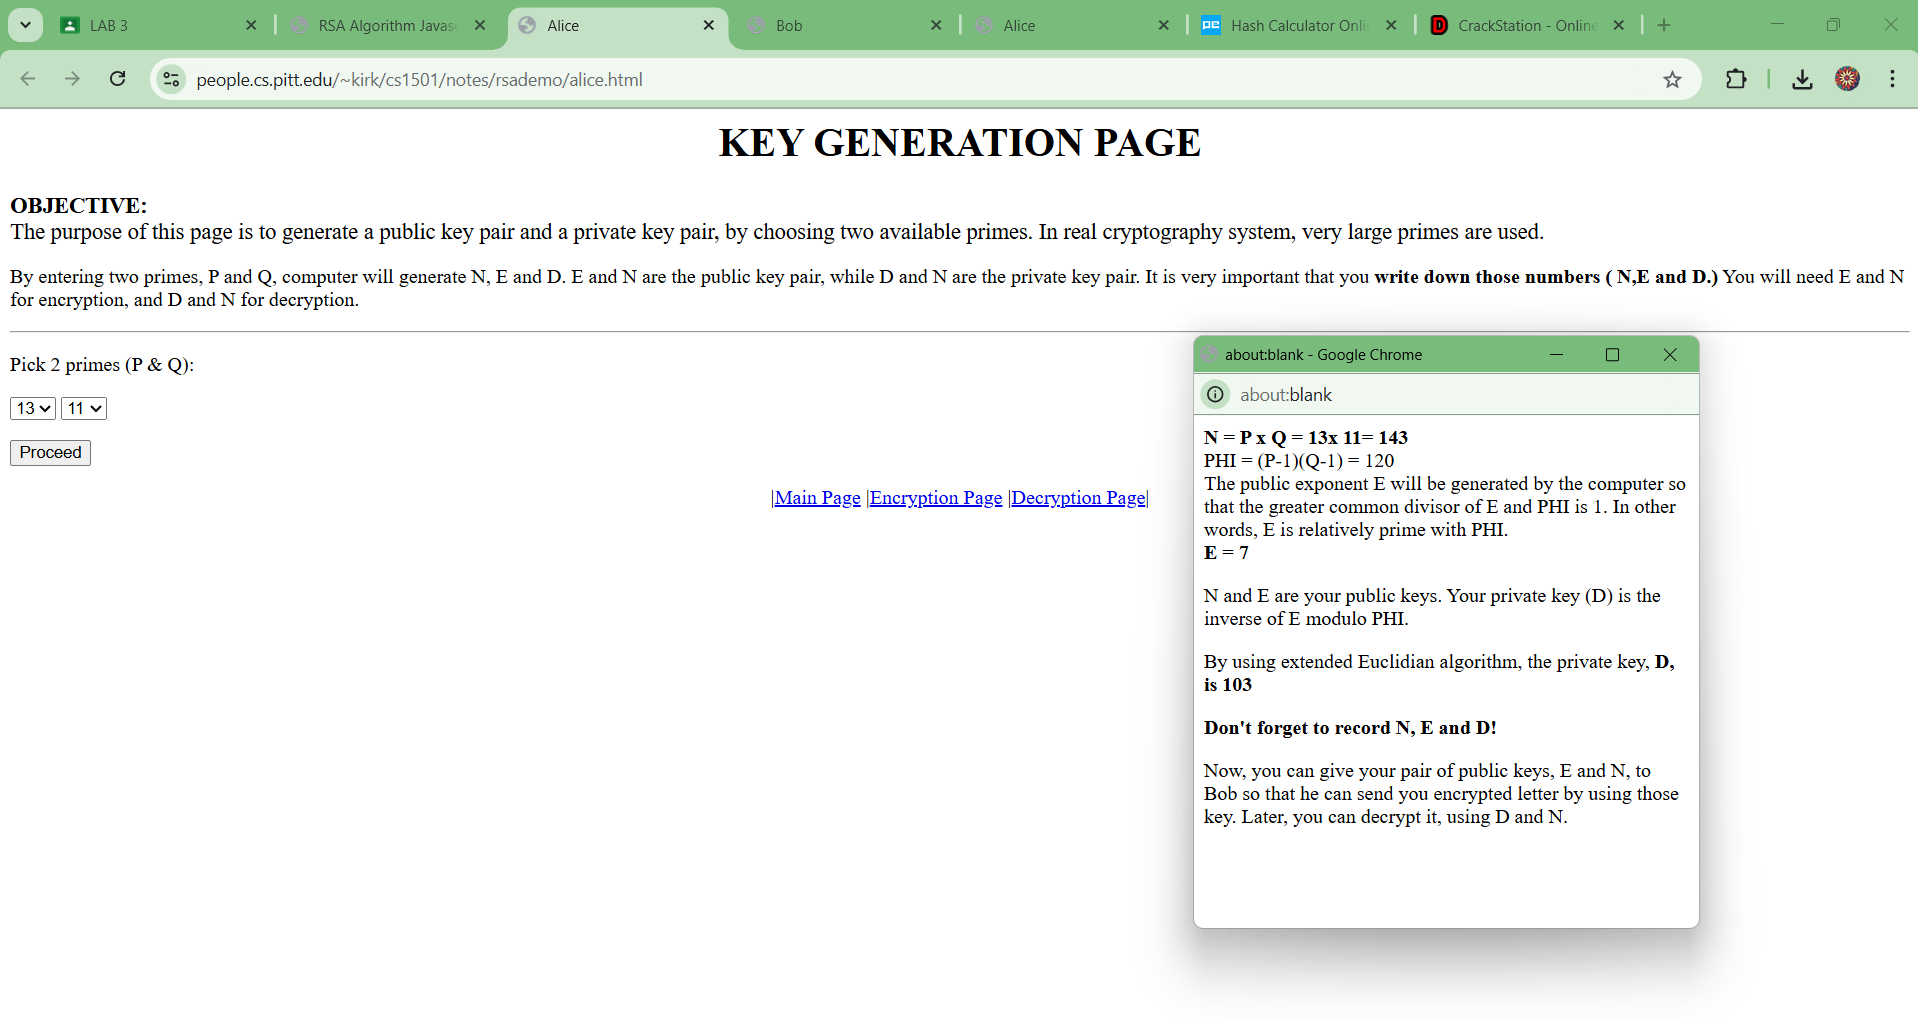 LAB 3
RSA Algorithm Javasc
Alice
Bob
Alice
Hash Calculator Onli
CrackStation - Online
people.cs.pitt.edu/~kirk/cs1501/notes/rsademo/alice.html
KEY GENERATION PAGE
OBJECTIVE:
The purpose of this page is to generate a public key pair and a private key pair, by choosing two available primes. In real cryptography system, very large primes are used.
By entering two primes, P and Q, computer will generate N, E and D. E and N are the public key pair, while D and N are the private key pair. It is very important that you write down those numbers ( N,E and D.) You will need E and N
for encryption, and D and N for decryption.
Pick 2 primes (P & Q):
13 11
Proceed
|Main Page |Encryption Page |Decryption Page|
about:blank - Google Chrome
about:blank
N = P x Q = 13x 11= 143
PHI = (P-1)(Q-1) = 120
The public exponent E will be generated by the computer so
that the greater common divisor of E and PHI is 1. In other
words, E is relatively prime with PHI.
E = 7
N and E are your public keys. Your private key (D) is the
inverse of E modulo PHI.
By using extended Euclidian algorithm, the private key, D,
is 103
Don't forget to record N, E and D!
Now, you can give your pair of public keys, E and N, to
Bob so that he can send you encrypted letter by using those
key. Later, you can decrypt it, using D and N.